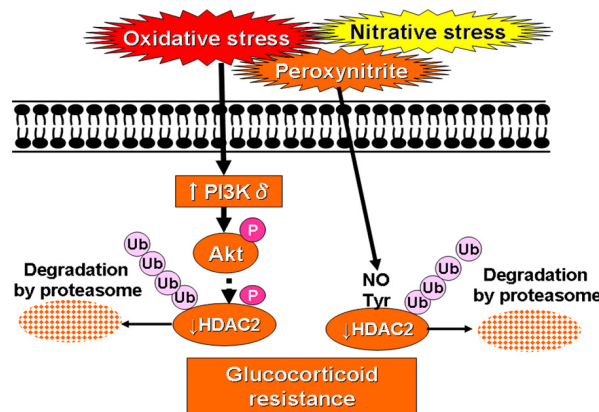 Oxidative stress
Nitrative stress
Peroxynitrite
↑ PI3K δ
P
Akt
Ub
Ub
Ub
Ub
P
↓HDAC2
Degradation
by proteasome
NO
Tyr
Ub
Ub
Ub
Ub
↓HDAC2
Degradation
by proteasome
Glucocorticoid
resistance